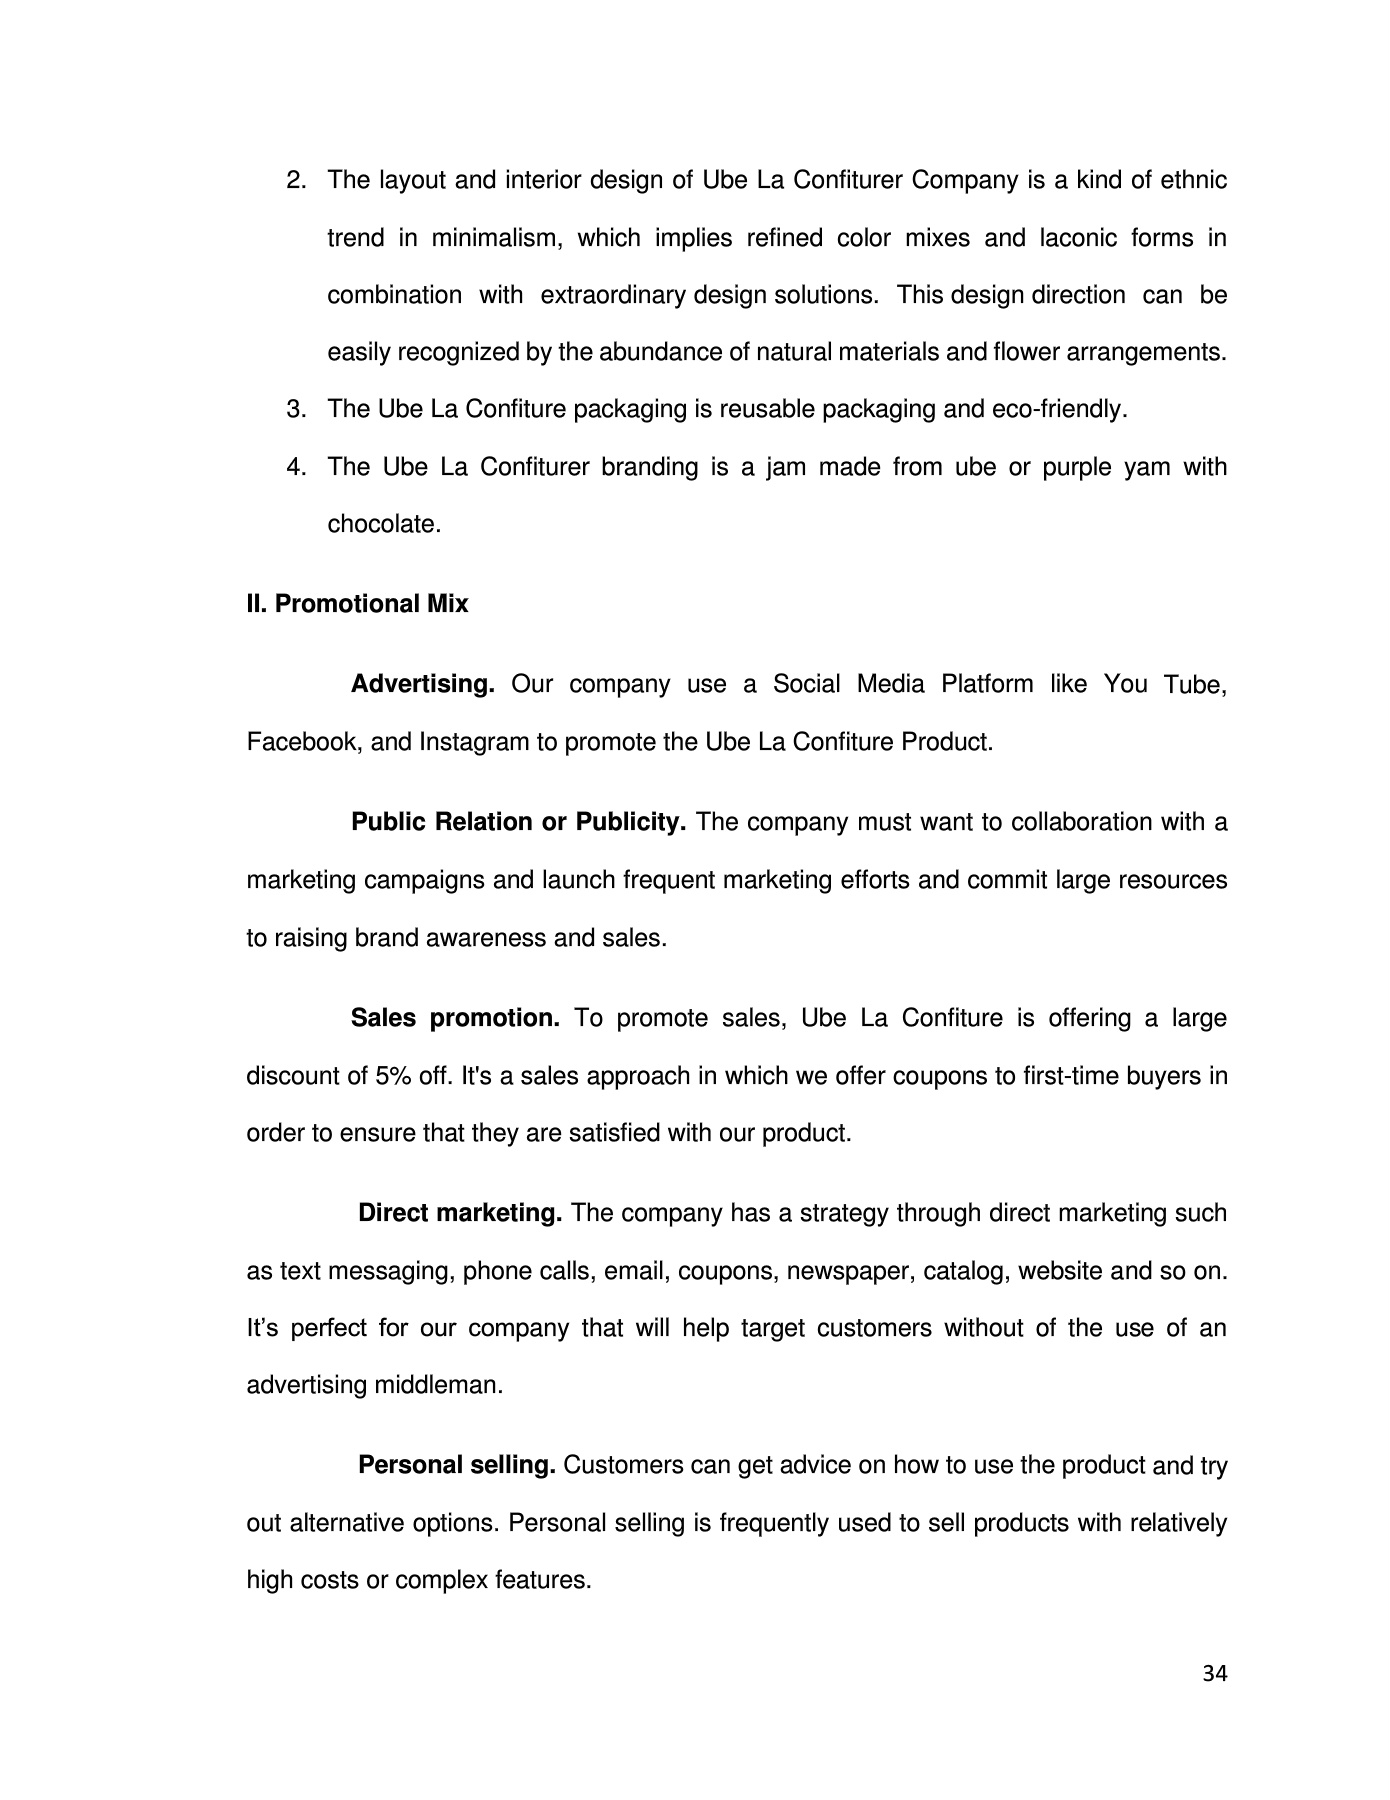 2. The layout and interior design of Ube La Confiturer Company is a kind of ethnic
trend in minimalism, which implies refined color mixes and laconic forms in
combination with extraordinary design solutions. This design direction can be
easily recognized by the abundance of natural materials and flower arrangements.
3. The Ube La Confiture packaging is reusable packaging and eco-friendly.
4. The Ube La Confiturer branding is a jam made from ube or purple yam with
chocolate.
II. Promotional Mix
Advertising. Our company use a Social Media Platform like You Tube,
Facebook, and Instagram to promote the Ube La Confiture Product.
Public Relation or Publicity. The company must want to collaboration with a
marketing campaigns and launch frequent marketing efforts and commit large resources
to raising brand awareness and sales.
Sales promotion. To promote sales, Ube La Confiture is offering a large
discount of 5% off. It's a sales approach in which we offer coupons to first-time buyers in
order to ensure that they are satisfied with our product.
Direct marketing. The company has a strategy through direct marketing such
as text messaging, phone calls, email, coupons, newspaper, catalog, website and so on.
It’s perfect for our company that will help target customers without of the use of an
advertising middleman.
Personal selling. Customers can get advice on how to use the product and try
out alternative options. Personal selling is frequently used to sell products with relatively
high costs or complex features.
34